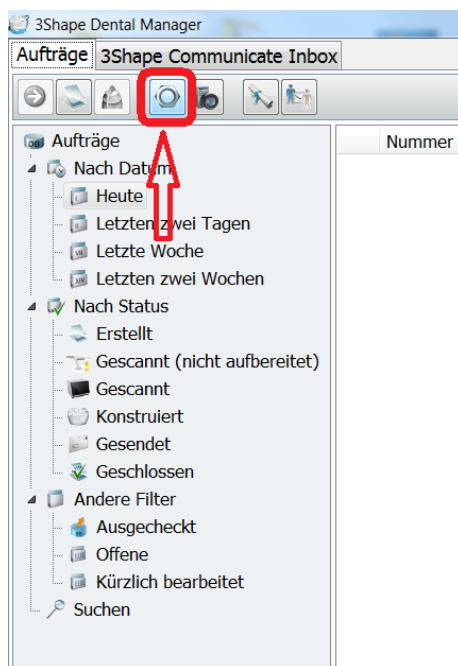 3Shape Dental Manager
Aufträge 3Shape Communicate Inbox
Aufträge
Nummer
Nach Datum
Heute
Letzten zwei Tagen
Letzte Woche
Letzten zwei Wochen
Nach Status
Erstellt
Gescannt (nicht aufbereitet)
Gescannt
Konstruiert
Gesendet
Geschlossen
Andere Filter
Ausgecheckt
Offene
Kürzlich bearbeitet
Suchen